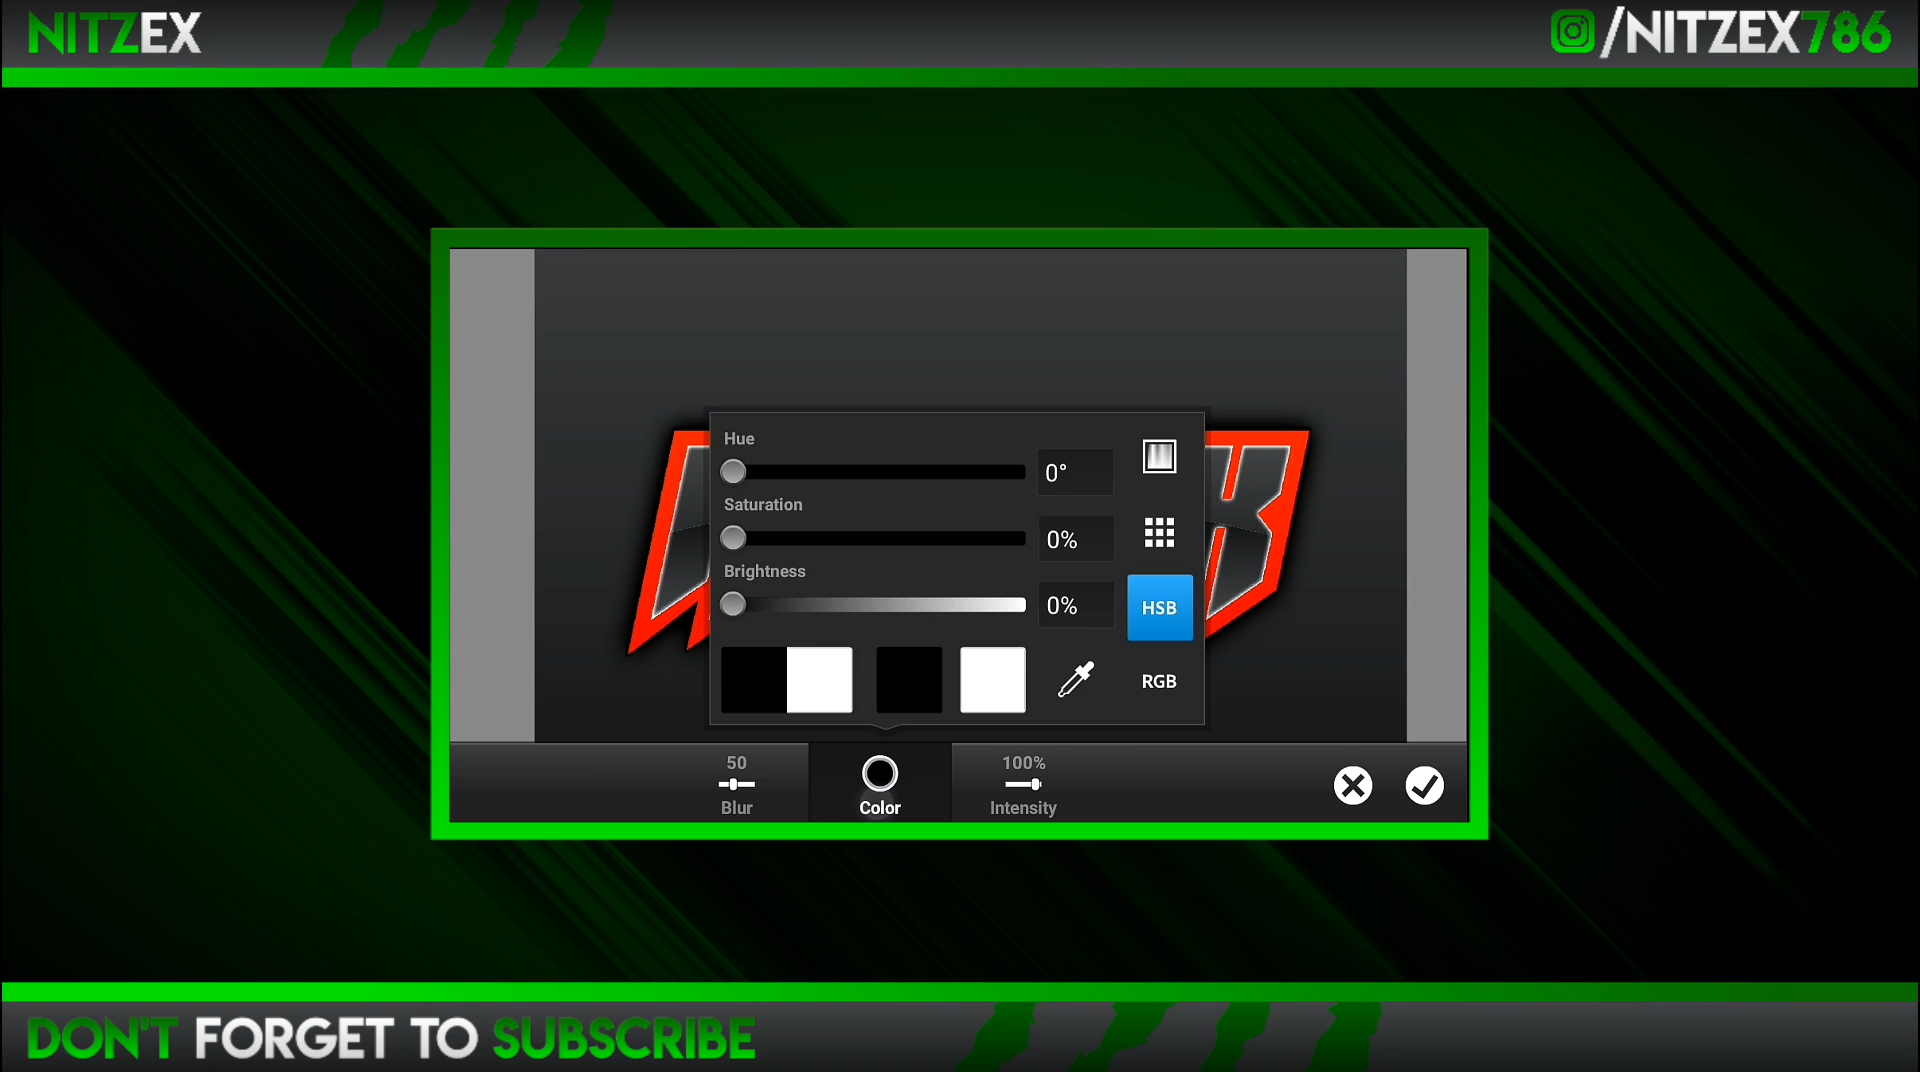 NITZEX
/NITZEX786
Hue
0°
Saturation
0%
Brightness
0%
HSB
RGB
50
Blur
Color
100%
Intensity
DON'T FORGET TO SUBSCRIBE